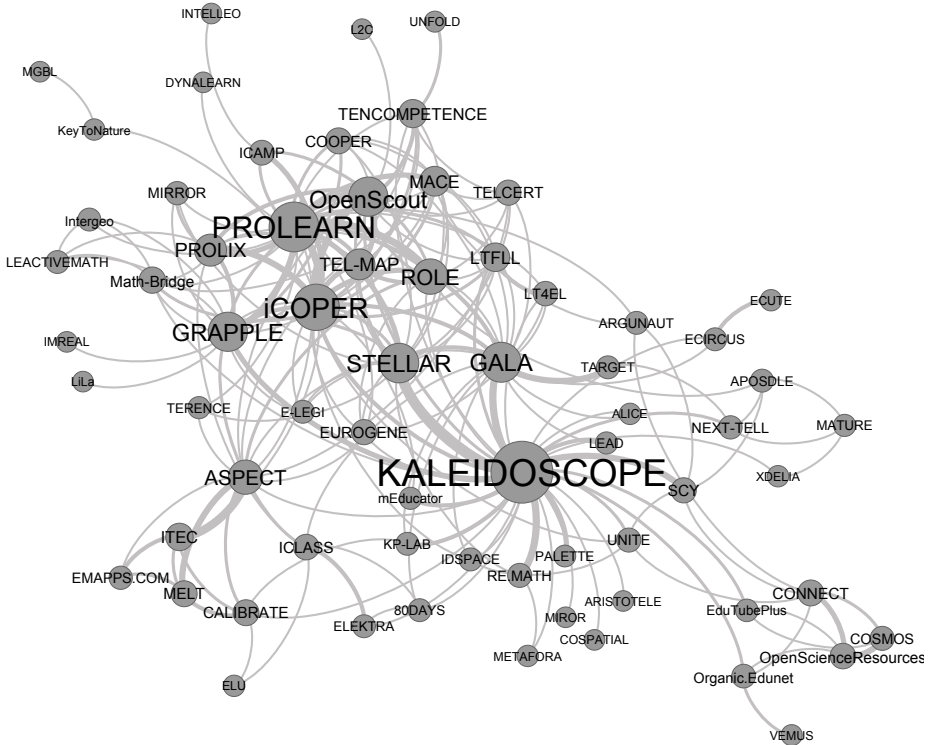 INTELLEO
L2C
UNFOLD
MGBL
DYNALEARN
TENCOMPETENCE
KeyToNature
COOPER
ICAMP
MIRROR
MACE
TELCERT
OpenScout
Intergeo
PROLEARN
PROLIX
LEACTIVEMATH
TEL-MAP
LTFLL
Math-Bridge
ROLE
LT4EL
ECUTE
iCOPER
ARGUNAUT
GRAPPLE
IMREAL
ECIRCUS
STELLAR
GALA
TARGET
LiLa
APOSDLE
TERENCE
E-LEGI
ALICE
EUROGENE
NEXT-TELL
MATURE
LEAD
KALEIDOSCOPE
ASPECT
XDELIA
mEducator
SCY
ITEC
ICLASS
KP-LAB
UNITE
IDSPACE
PALETTE
EMAPPS.COM
RE.MATH
MELT
CONNECT
ARISTOTELE
CALIBRATE
80DAYS
EduTubePlus
ELEKTRA
MIROR
COSPATIAL
COSMOS
METAFORA
OpenScienceResources
Organic.Edunet
ELU
VEMUS